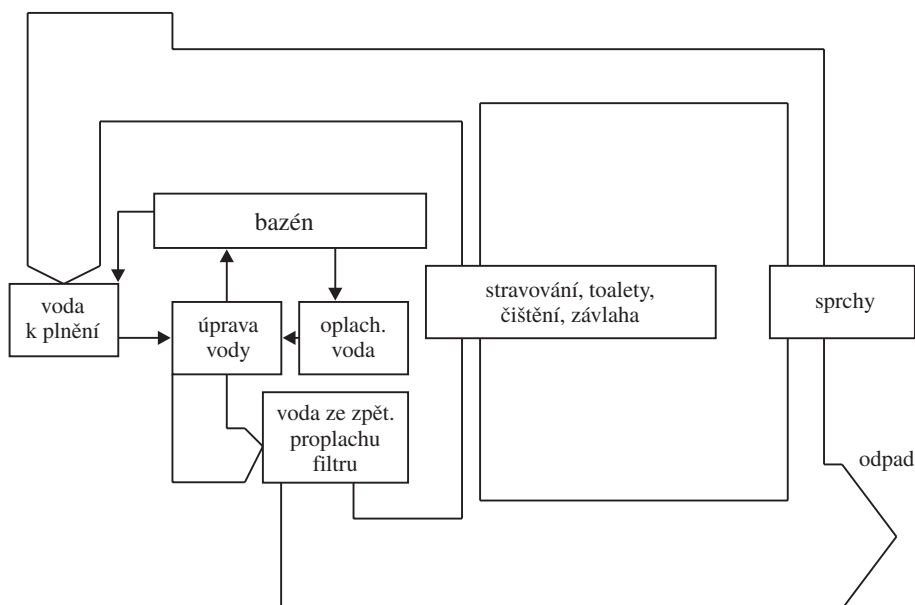 bazén
stravování, toalety,
čištění, závlaha
sprchy
voda
k plnění
úprava
vody
oplach.
voda
voda ze zpět.
proplachu
filtru
odpad